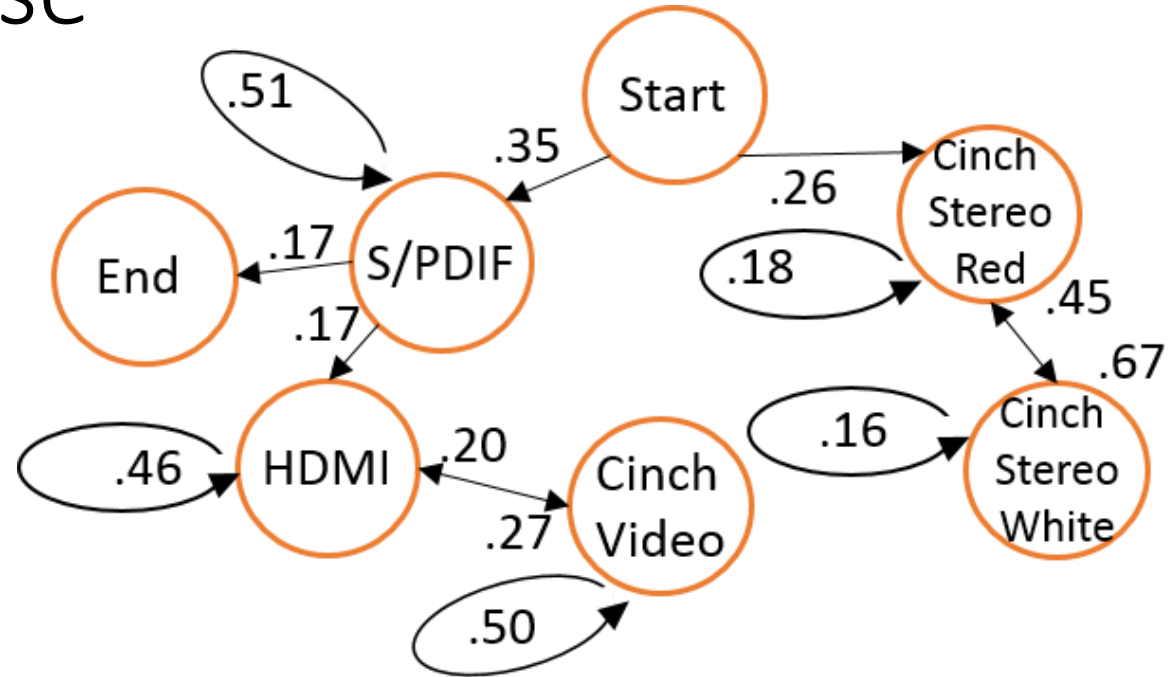 SC
Start
.51
.35
.26
Cinch
Stereo
Red
.17
S/PDIF
End
.18
.45
.17
.67
.46
HDMI
.20
.27
Cinch
Video
.16
Cinch
Stereo
White
.50